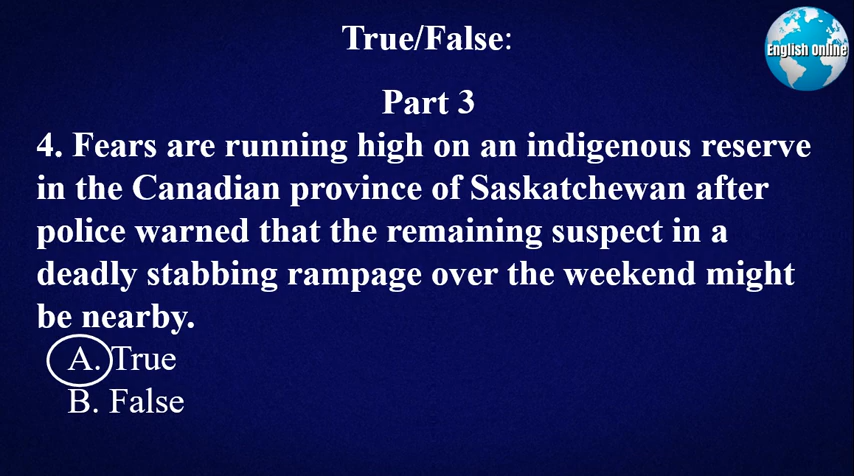 True/False:
English Online
Part 3
4. Fears are running high on an indigenous reserve
in the Canadian province of Saskatchewan after
police warned that the remaining suspect in a
deadly stabbing rampage over the weekend might
be nearby.
A. True
B. False